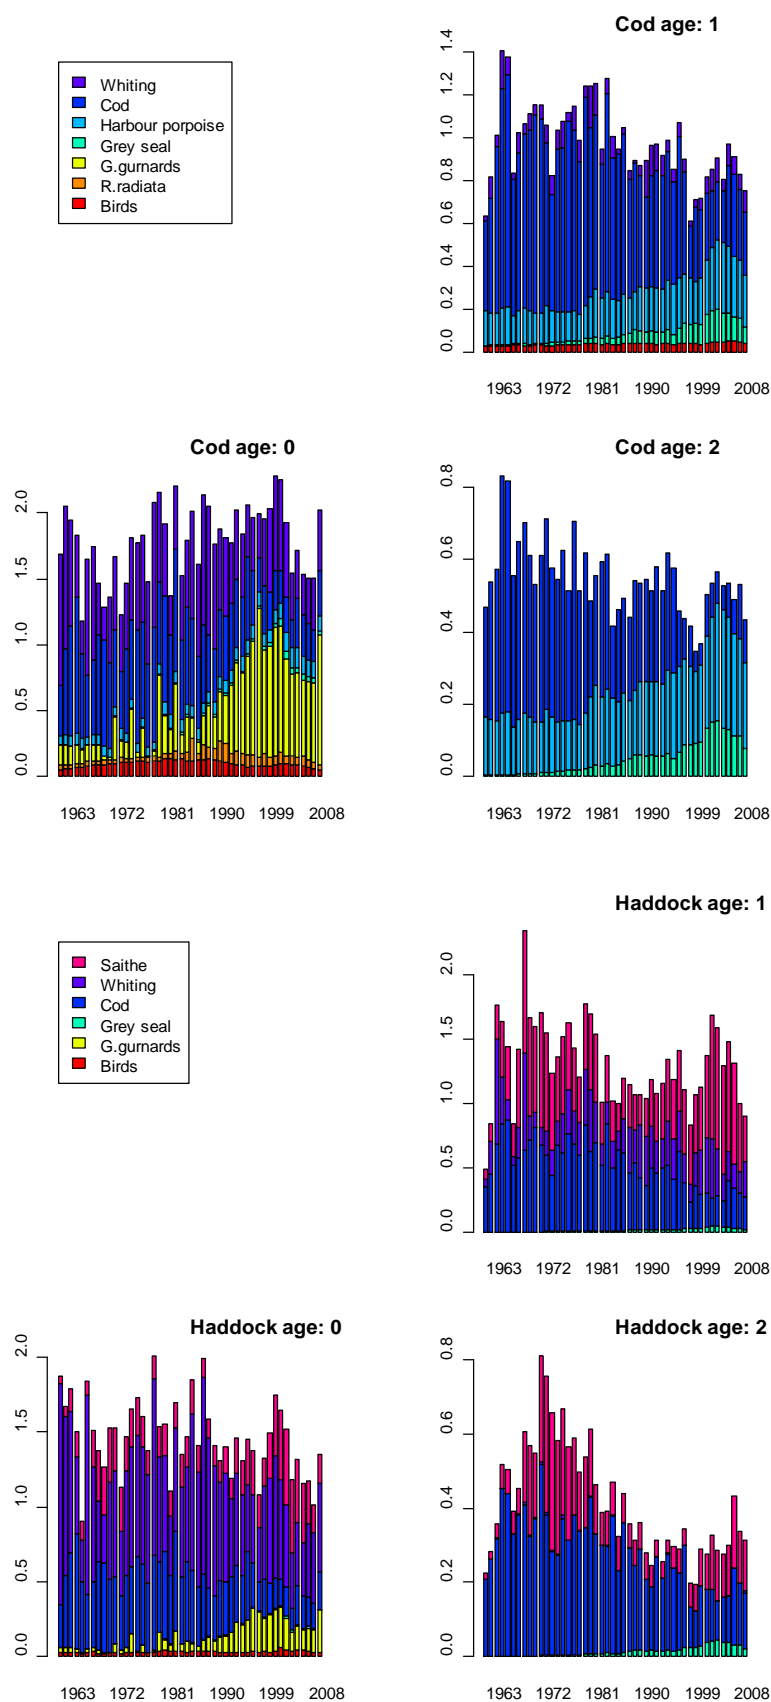 Cod age: 1
Whiting
Cod
Harbour porpoise
Grey seal
G.gurnards
R.radiata
Birds
0.0 0.2 0.4 0.6 0.8 1.0 1.2 1.4
1963 1972 1981 1990 1999 2008
Cod age: 0
0.0 0.5 1.0 1.5 2.0
1963 1972 1981 1990 1999 2008
Cod age: 2
0.0 0.2 0.4 0.6 0.8
1963 1972 1981 1990 1999 2008
Haddock age: 1
Saithe
Whiting
Cod
Grey seal
G.gurnards
Birds
0.0 0.5 1.0 1.5 2.0
1963 1972 1981 1990 1999 2008
Haddock age: 0
0.0 0.5 1.0 1.5 2.0
1963 1972 1981 1990 1999 2008
Haddock age: 2
0.0 0.2 0.4 0.6 0.8
1963 1972 1981 1990 1999 2008